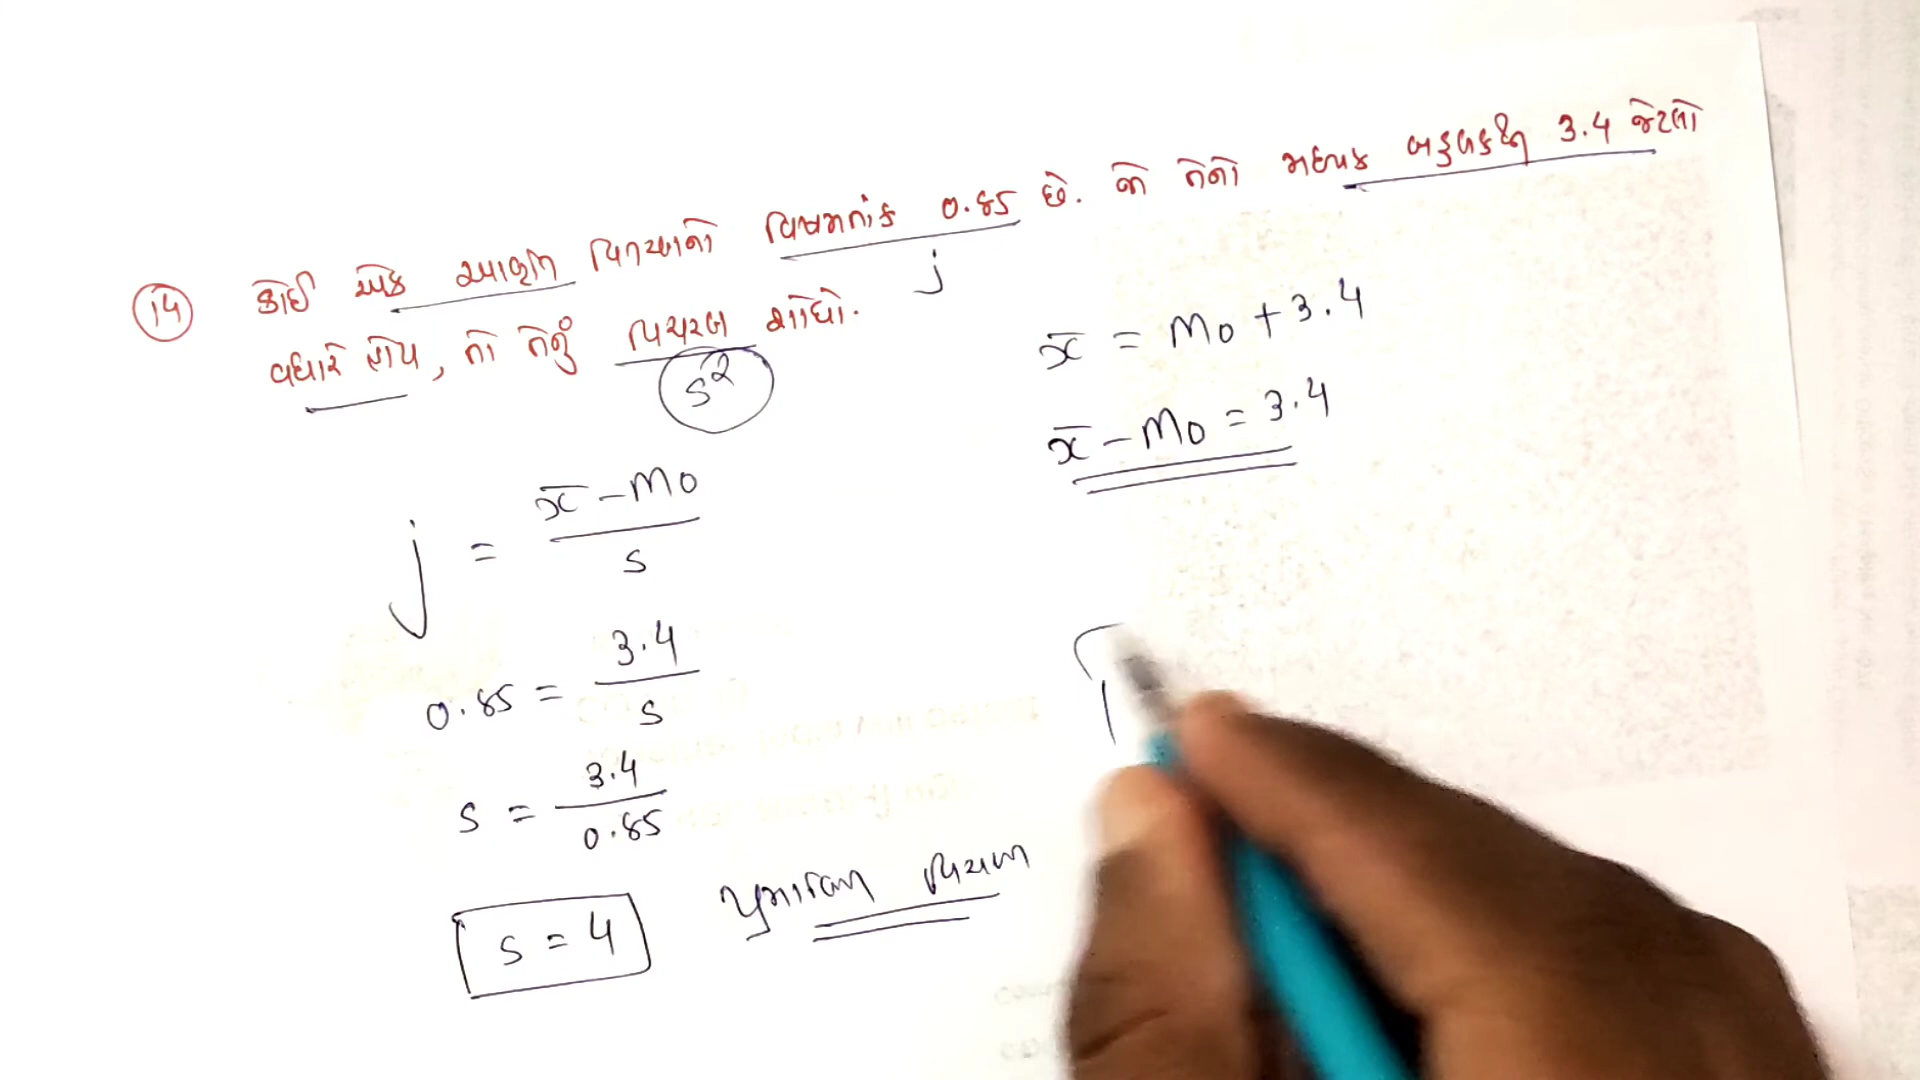 (14) કોઈ એક આવૃત્તિ વિતરણનો વિષમતાંક 0.85 છે. જો તેનો મધ્યક બહુલકથી 3.4 જેટલો
વધારે હોય, તો તેનું વિચરણ શોધો.
j
s²
x̄ = Mo + 3.4
x̄ - Mo = 3.4
j = x̄ - Mo / s
0.85 = 3.4 / s
s = 3.4 / 0.85
s = 4 પ્રમાણિત વિચલન